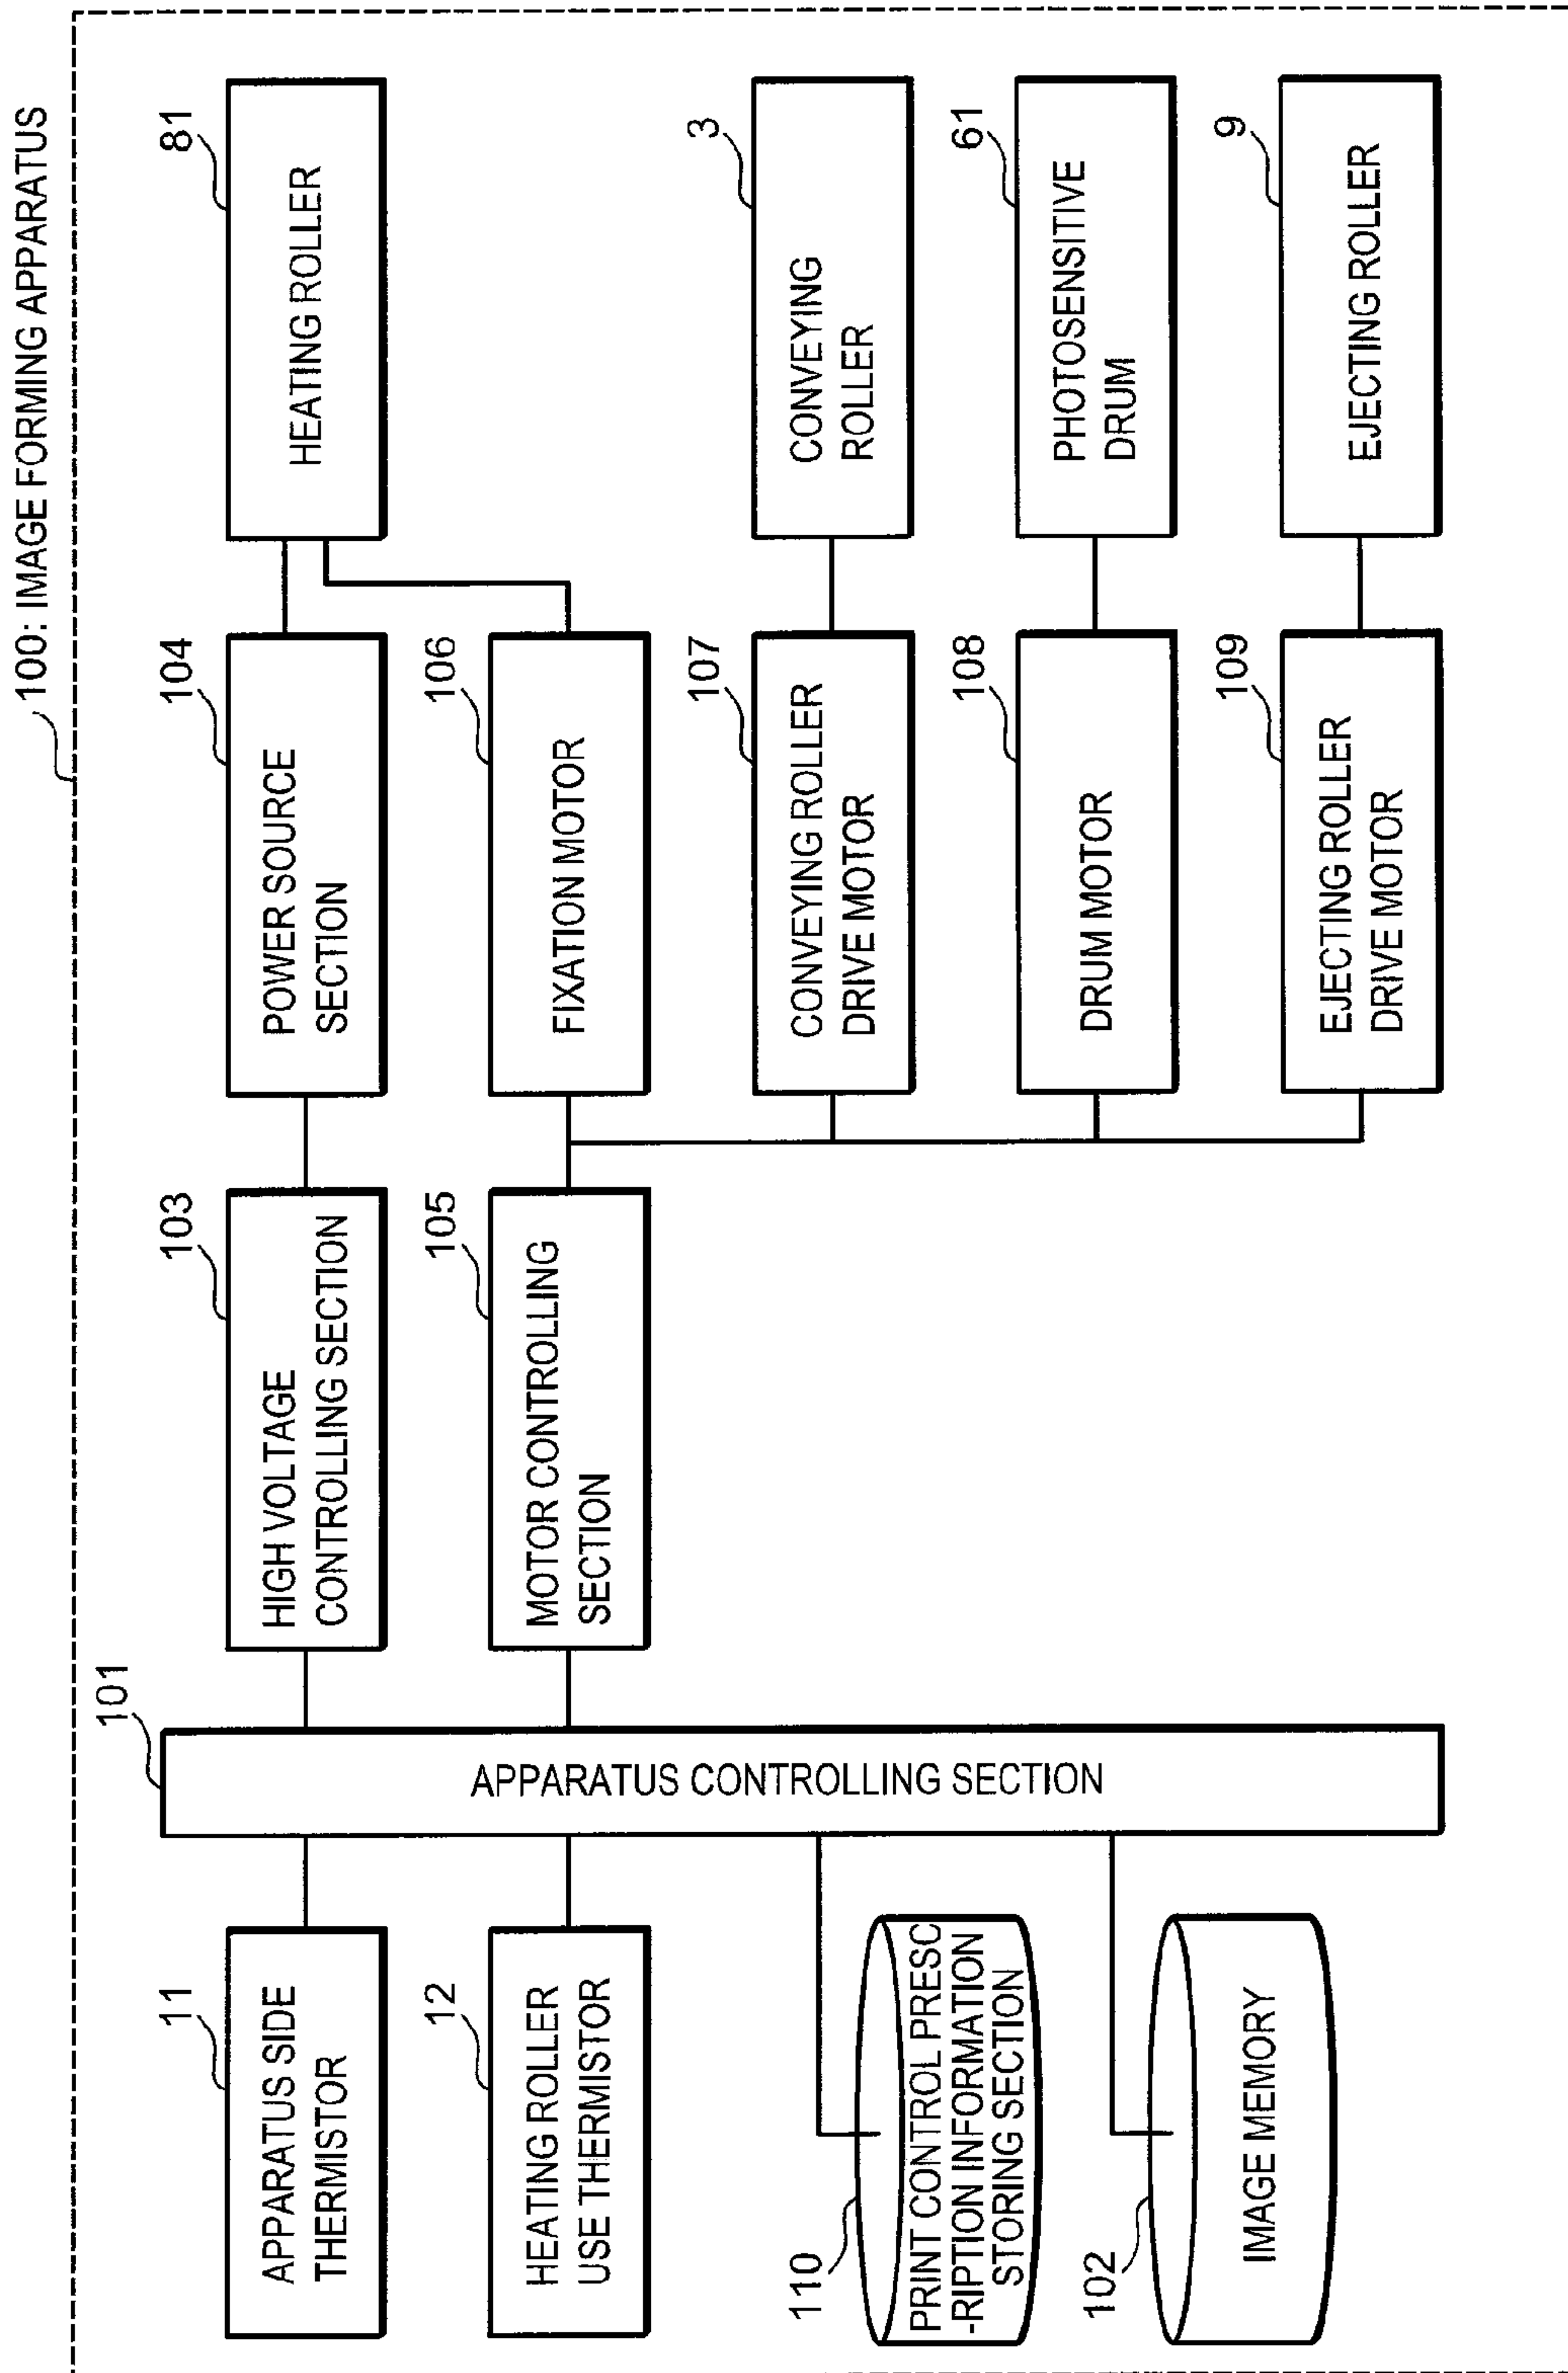 100: IMAGE FORMING APPARATUS
11
APPARATUS SIDE
THERMISTOR
12
HEATING ROLLER
USE THERMISTOR
110
PRINT CONTROL PRESC
-RIPTION INFORMATION
STORING SECTION
102
IMAGE MEMORY
101
APPARATUS CONTROLLING SECTION
103
HIGH VOLTAGE
CONTROLLING SECTION
105
MOTOR CONTROLLING
SECTION
104
POWER SOURCE
SECTION
106
FIXATION MOTOR
107
CONVEYING ROLLER
DRIVE MOTOR
108
DRUM MOTOR
109
EJECTING ROLLER
DRIVE MOTOR
81
HEATING ROLLER
3
CONVEYING
ROLLER
61
PHOTOSENSITIVE
DRUM
9
EJECTING ROLLER